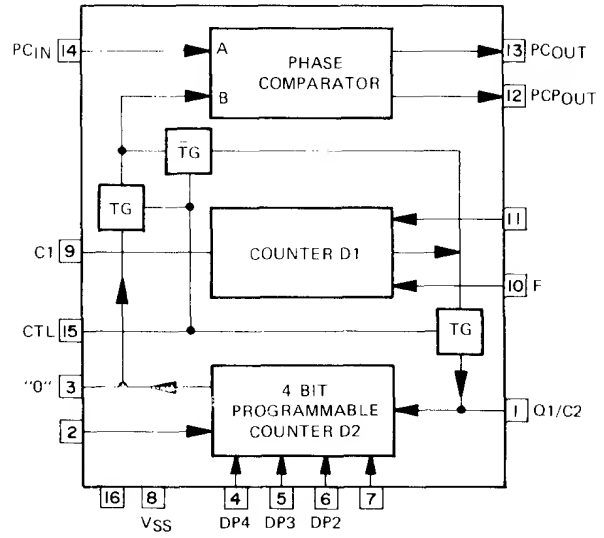 PCIN 14 A PHASE COMPARATOR 13 PCOUT
B 12 PCPOUT
T̄G
TG
11
C1 9 COUNTER D1
10 F
CTL 15
TG
"0" 3 4 BIT PROGRAMMABLE COUNTER D2
1 Q1/C2
2
16 8 4 5 6 7
VSS DP4 DP3 DP2